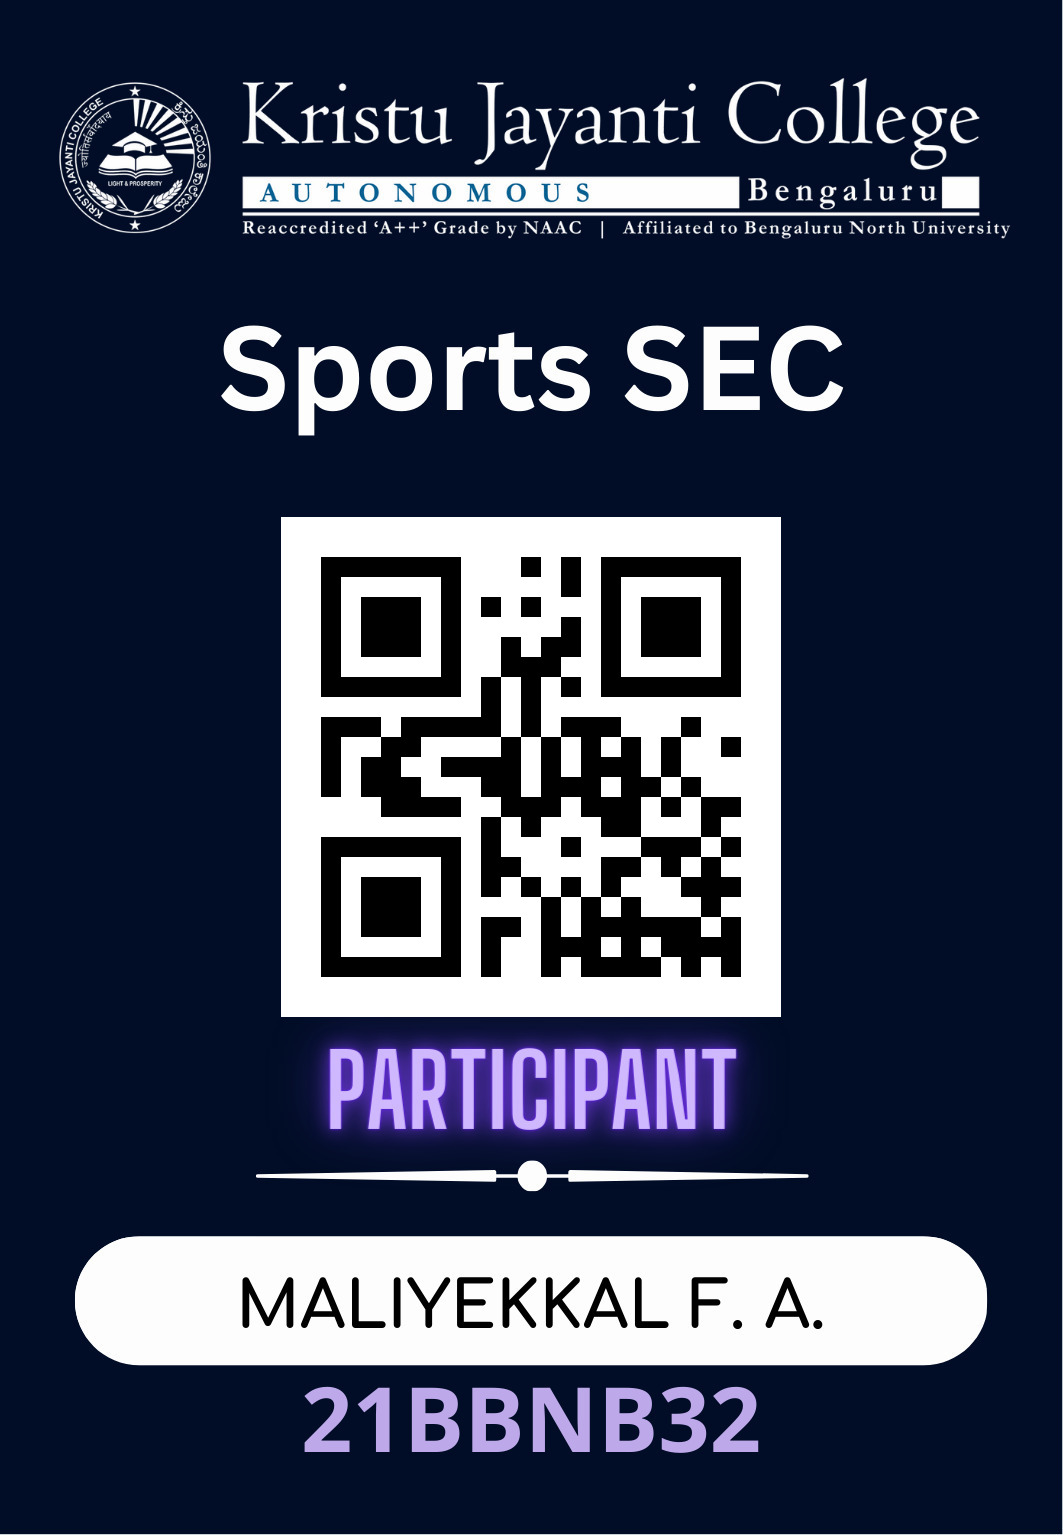 Kristu Jayanti College
AUTONOMOUS Bengaluru
Reaccredited ‘A++’ Grade by NAAC | Affiliated to Bengaluru North University
KRISTU JAYANTI COLLEGE
ಕ್ರಿಸ್ತು ಜಯಂತಿ ಕಾಲೇಜು
LIGHT & PROSPERITY
Sports SEC
PARTICIPANT
MALIYEKKAL F. A.
21BBNB32